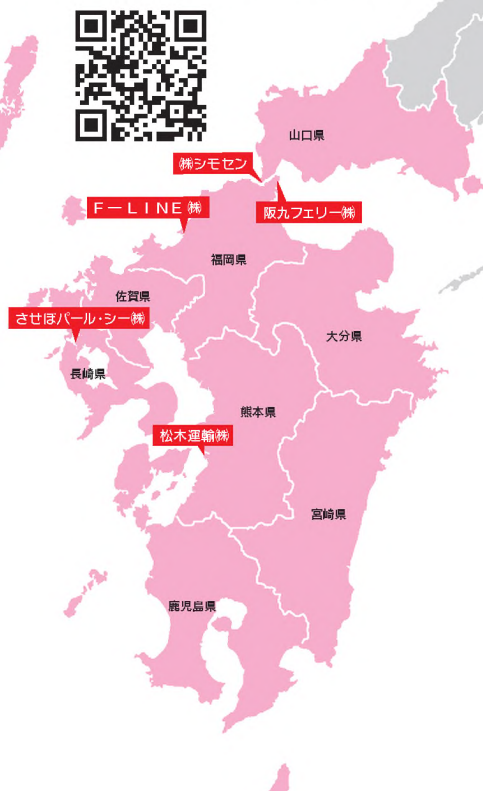 山口県
㈱シモセン
F－LINE㈱
阪九フェリー㈱
福岡県
佐賀県
させぼパール・シー㈱
大分県
長崎県
熊本県
松木運輸㈱
宮崎県
鹿児島県